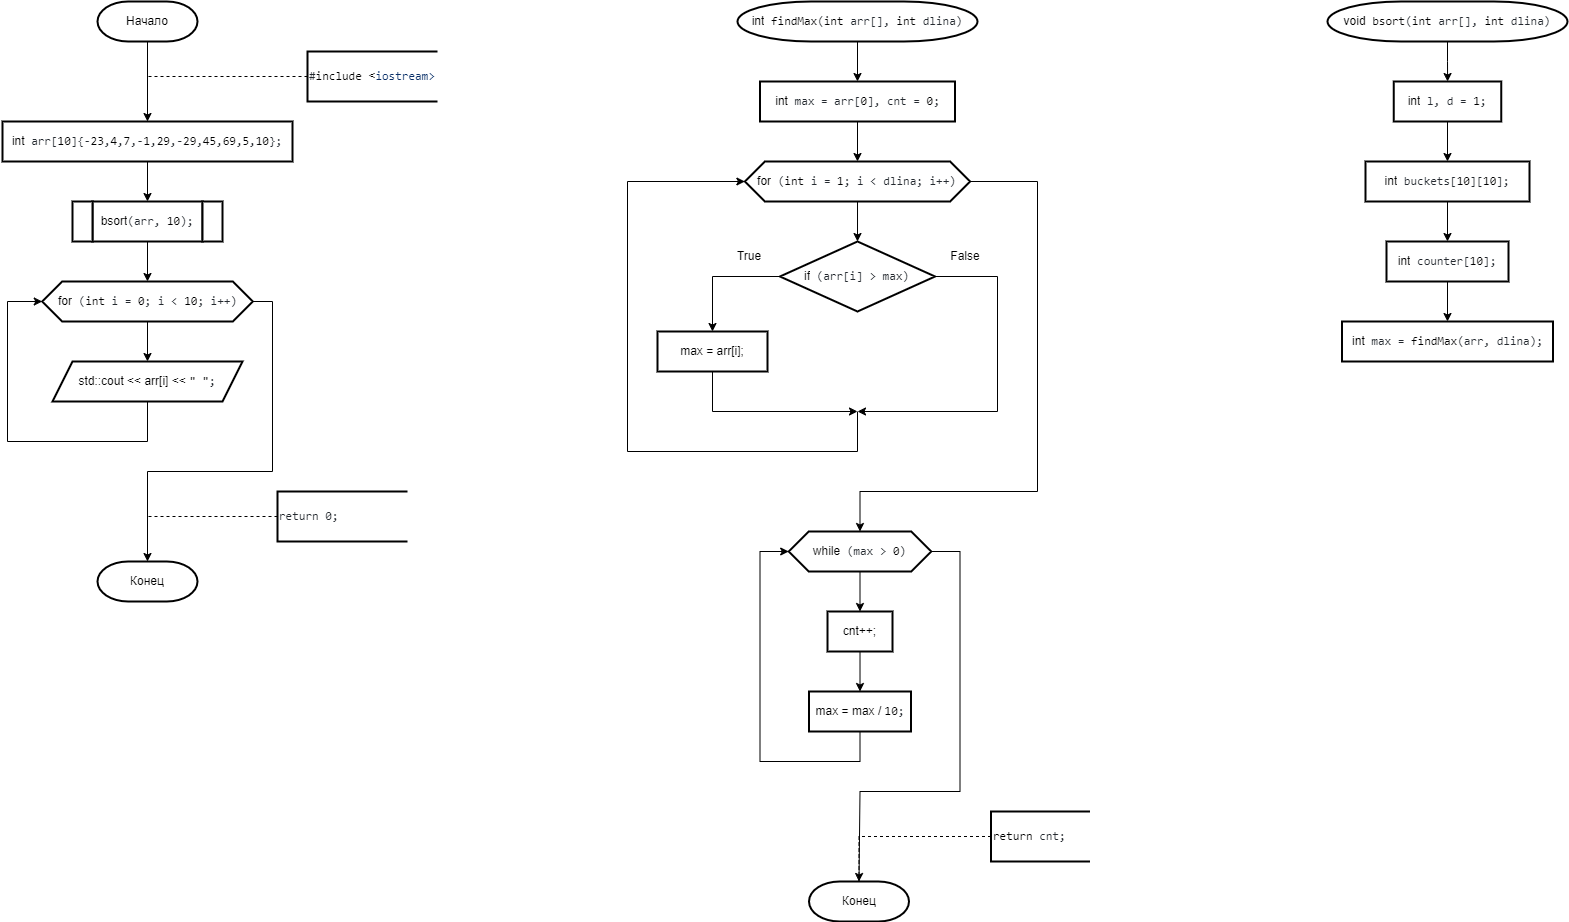 Начало
#include <iostream>
int arr[10]{-23,4,7,-1,29,-29,45,69,5,10};
bsort(arr, 10);
for (int i = 0; i < 10; i++)
std::cout << arr[i] << " ";
return 0;
Конец
int findMax(int arr[], int dlina)
int max = arr[0], cnt = 0;
for (int i = 1; i < dlina; i++)
True
False
if (arr[i] > max)
max = arr[i];
while (max > 0)
cnt++;
max = max / 10;
return cnt;
Конец
void bsort(int arr[], int dlina)
int l, d = 1;
int buckets[10][10];
int counter[10];
int max = findMax(arr, dlina);